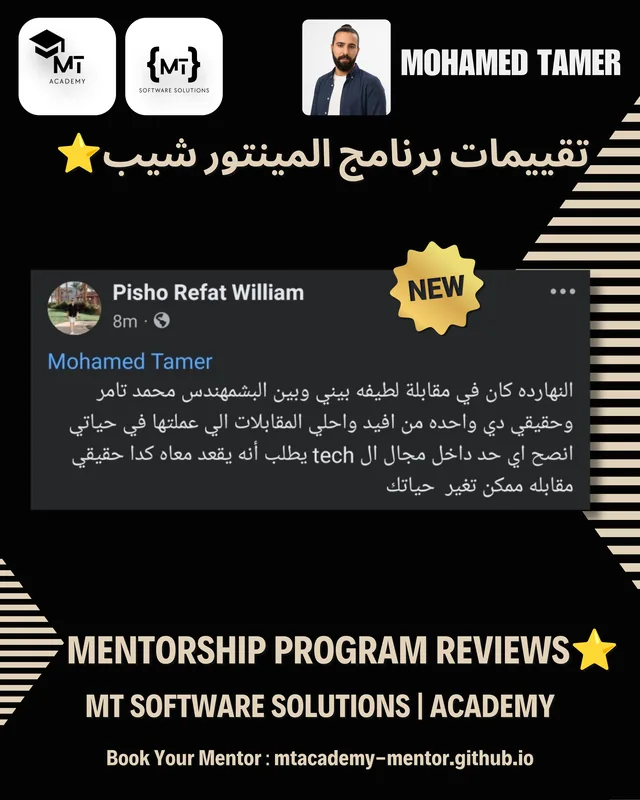 MT
ACADEMY
{MT}
SOFTWARE SOLUTIONS
MOHAMED TAMER
تقييمات برنامج المينتور شيب⭐
NEW
Pisho Refat William
8m ·
Mohamed Tamer
النهارده كان في مقابلة لطيفه بيني وبين البشمهندس محمد تامر
وحقيقي دي واحده من افيد واحلي المقابلات الي عملتها في حياتي
انصح اي حد داخل مجال ال tech يطلب أنه يقعد معاه كدا حقيقي
مقابله ممكن تغير حياتك
MENTORSHIP PROGRAM REVIEWS⭐
MT SOFTWARE SOLUTIONS | ACADEMY
Book Your Mentor : mtacademy-mentor.github.io